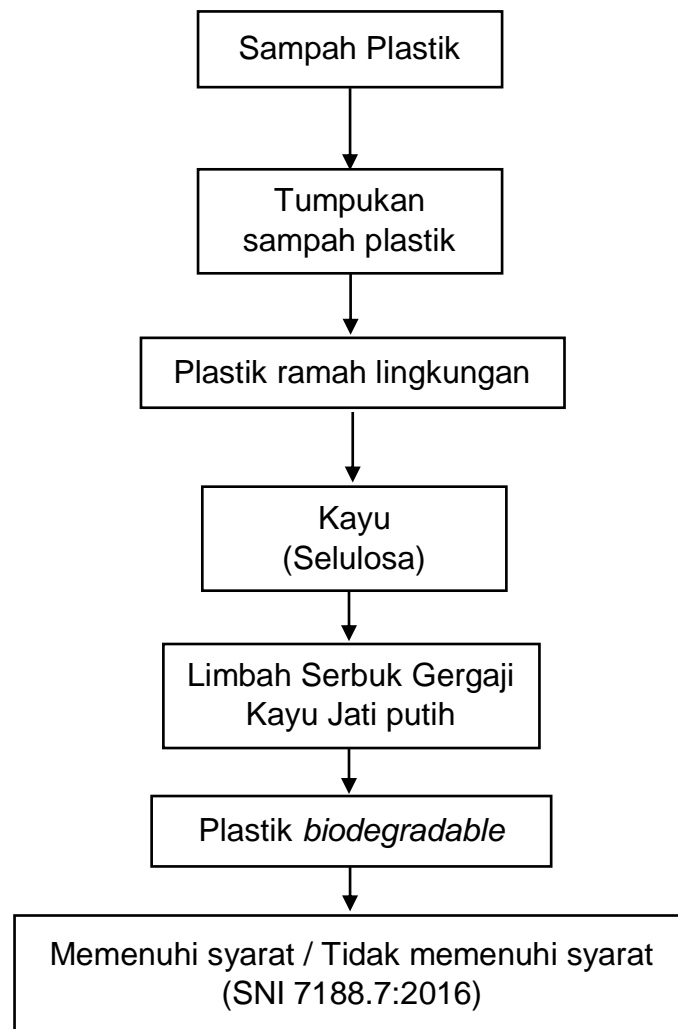 Sampah Plastik
Tumpukan
sampah plastik
Plastik ramah lingkungan
Kayu
(Selulosa)
Limbah Serbuk Gergaji
Kayu Jati putih
Plastik biodegradable
Memenuhi syarat / Tidak memenuhi syarat
(SNI 7188.7:2016)